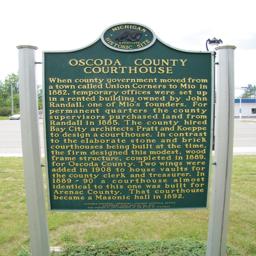 MICHIGAN
HISTORIC SITE
OSCODA COUNTY
COURTHOUSE
When county government moved from
a town called Union Corners to Mio in
1882, temporary offices were set up
in a rented building owned by John
Randall, one of Mio's founders. For
permanent quarters the county
supervisors purchased land from
Randall in 1885. The county hired
Bay City architects Pratt and Koeppe
to design a courthouse. In contrast
to the elaborate stone and brick
courthouses being built at the time,
the firm designed this modest, wood
frame structure, completed in 1889,
for Oscoda County. Two wings were
added in 1908 to house vaults for
the county clerk and treasurer. In
1889-90 a courthouse almost
identical to this one was built for
Arenac County. That courthouse
became a Masonic hall in 1892.